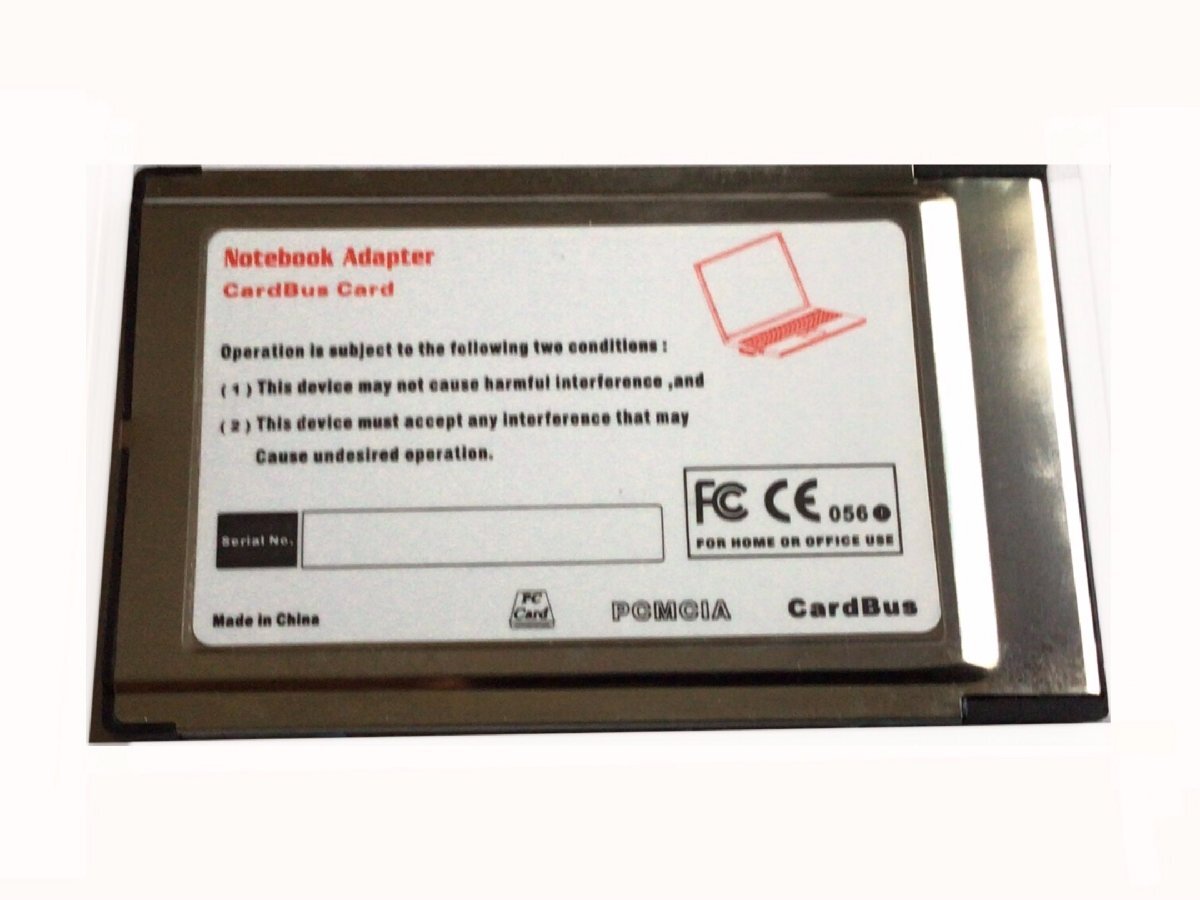 Notebook Adapter
CardBus Card
Operation is subject to the following two conditions :
( 1 ) This device may not cause harmful interference ,and
( 2 ) This device must accept any interference that may
Cause undesired operation.
FC CE 056
FOR HOME OR OFFICE USE
Serial No.
Made in China
PC
Card
PCMCIA
CardBus